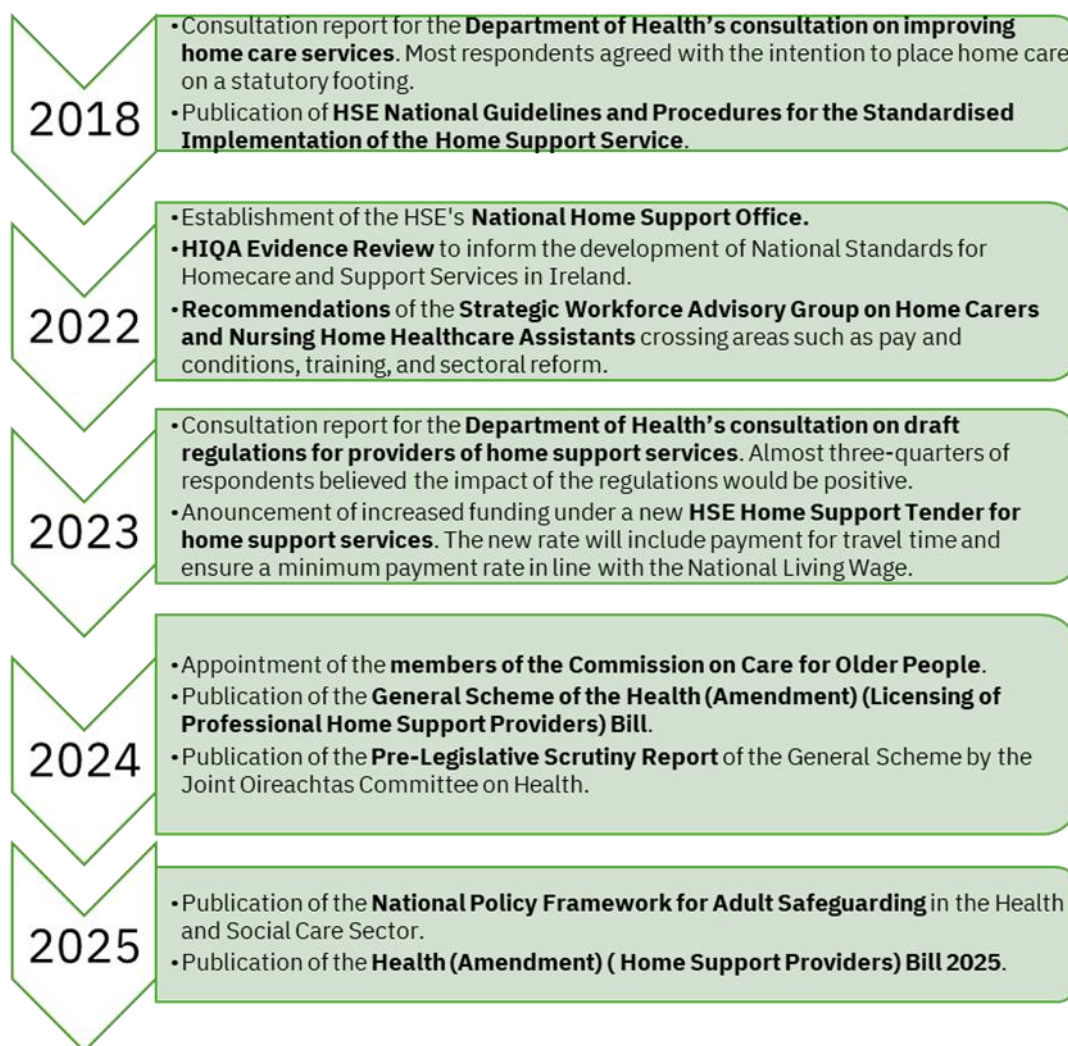 2018
•Consultation report for the Department of Health’s consultation on improving
home care services. Most respondents agreed with the intention to place home care
on a statutory footing.
•Publication of HSE National Guidelines and Procedures for the Standardised
Implementation of the Home Support Service.
2022
•Establishment of the HSE's National Home Support Office.
•HIQA Evidence Review to inform the development of National Standards for
Homecare and Support Services in Ireland.
•Recommendations of the Strategic Workforce Advisory Group on Home Carers
and Nursing Home Healthcare Assistants crossing areas such as pay and
conditions, training, and sectoral reform.
2023
•Consultation report for the Department of Health’s consultation on draft
regulations for providers of home support services. Almost three-quarters of
respondents believed the impact of the regulations would be positive.
•Anouncement of increased funding under a new HSE Home Support Tender for
home support services. The new rate will include payment for travel time and
ensure a minimum payment rate in line with the National Living Wage.
2024
•Appointment of the members of the Commission on Care for Older People.
•Publication of the General Scheme of the Health (Amendment) (Licensing of
Professional Home Support Providers) Bill.
•Publication of the Pre-Legislative Scrutiny Report of the General Scheme by the
Joint Oireachtas Committee on Health.
2025
•Publication of the National Policy Framework for Adult Safeguarding in the Health
and Social Care Sector.
•Publication of the Health (Amendment) ( Home Support Providers) Bill 2025.